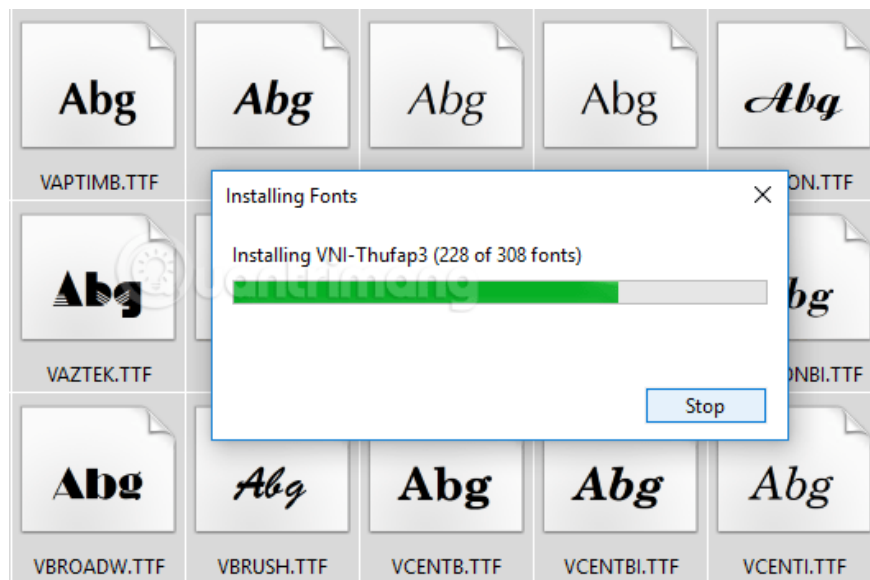 Abg Abg Abg Abg Abg
VAPTIMB.TTF ON.TTF
Installing Fonts
Installing VNI-Thufap3 (228 of 308 fonts)
Quantrimang
Abg bg
VAZTEK.TTF ONBI.TTF
Stop
Abg Abg Abg Abg Abg
VBROADW.TTF VBRUSH.TTF VCENTB.TTF VCENTBI.TTF VCENTI.TTF